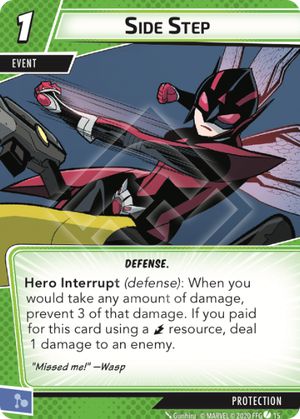 1
SIDE STEP
EVENT
DEFENSE.
Hero Interrupt (defense): When you
would take any amount of damage,
prevent 3 of that damage. If you paid
for this card using a resource, deal
1 damage to an enemy.
"Missed me!" —Wasp
Gurihiru © MARVEL © 2020 FFG 15
PROTECTION